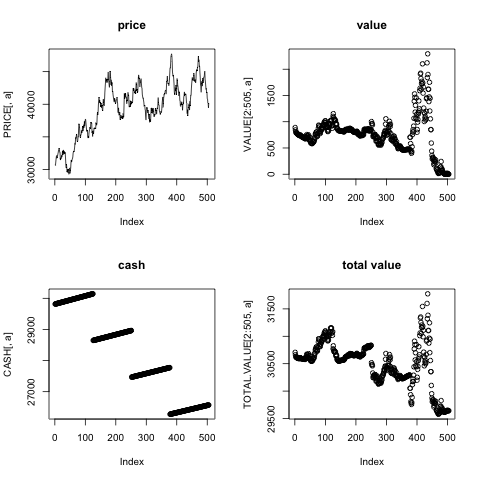 price
value
PRICE[, a]
30000
40000
0 100 200 300 400 500
Index
VALUE[2:505, a]
0
500
1500
0 100 200 300 400 500
Index
cash
total value
CASH[, a]
27000
29000
0 100 200 300 400 500
Index
TOTAL.VALUE[2:505, a]
29500
30500
31500
0 100 200 300 400 500
Index